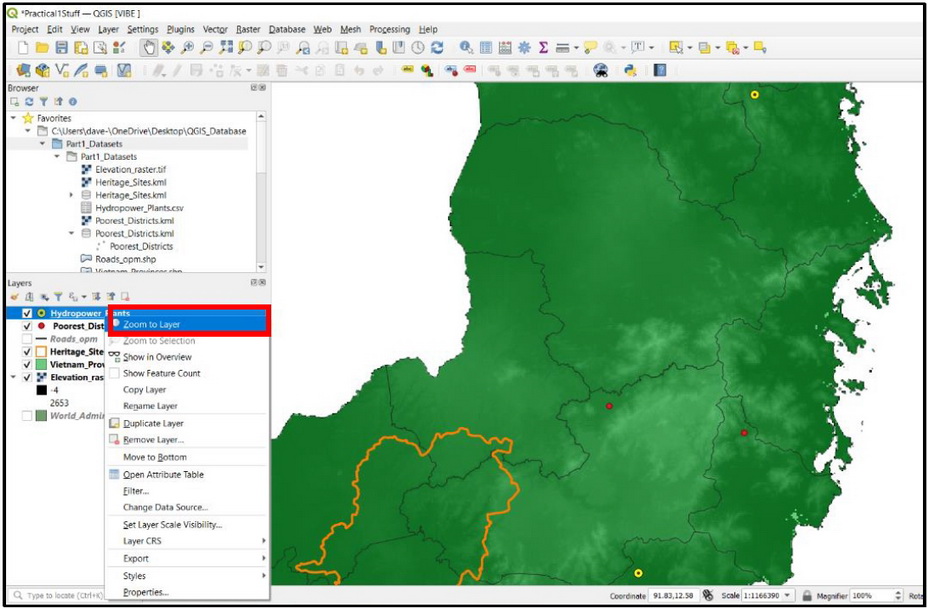 *Practical1Stuff — QGIS [VIBE ]
Project Edit View Layer Settings Plugins Vector Raster Database Web Mesh Processing Help
Browser
Favorites
C:\Users\dave-\OneDrive\Desktop\QGIS_Database
Part1_Datasets
Part1_Datasets
Elevation_raster.tif
Heritage_Sites.kml
Heritage_Sites.kml
Hydropower_Plants.csv
Poorest_Districts.kml
Poorest_Districts.kml
Poorest_Districts
Roads_opm.shp
Vietnam_Provinces.shp
Layers
Hydropower_Plants
Poorest_Dist
Roads_opm
Heritage_Site
Vietnam_Prov
Elevation_ras
-4
2653
World_Admi
Zoom to Layer
Zoom to Selection
Show in Overview
Show Feature Count
Copy Layer
Rename Layer
Duplicate Layer
Remove Layer...
Move to Bottom
Open Attribute Table
Filter...
Change Data Source...
Set Layer Scale Visibility...
Layer CRS
Export
Styles
Properties...
Type to locate (Ctrl+K)
Coordinate 91.83,12.58 Scale 1:1166390 Magnifier 100% Rota